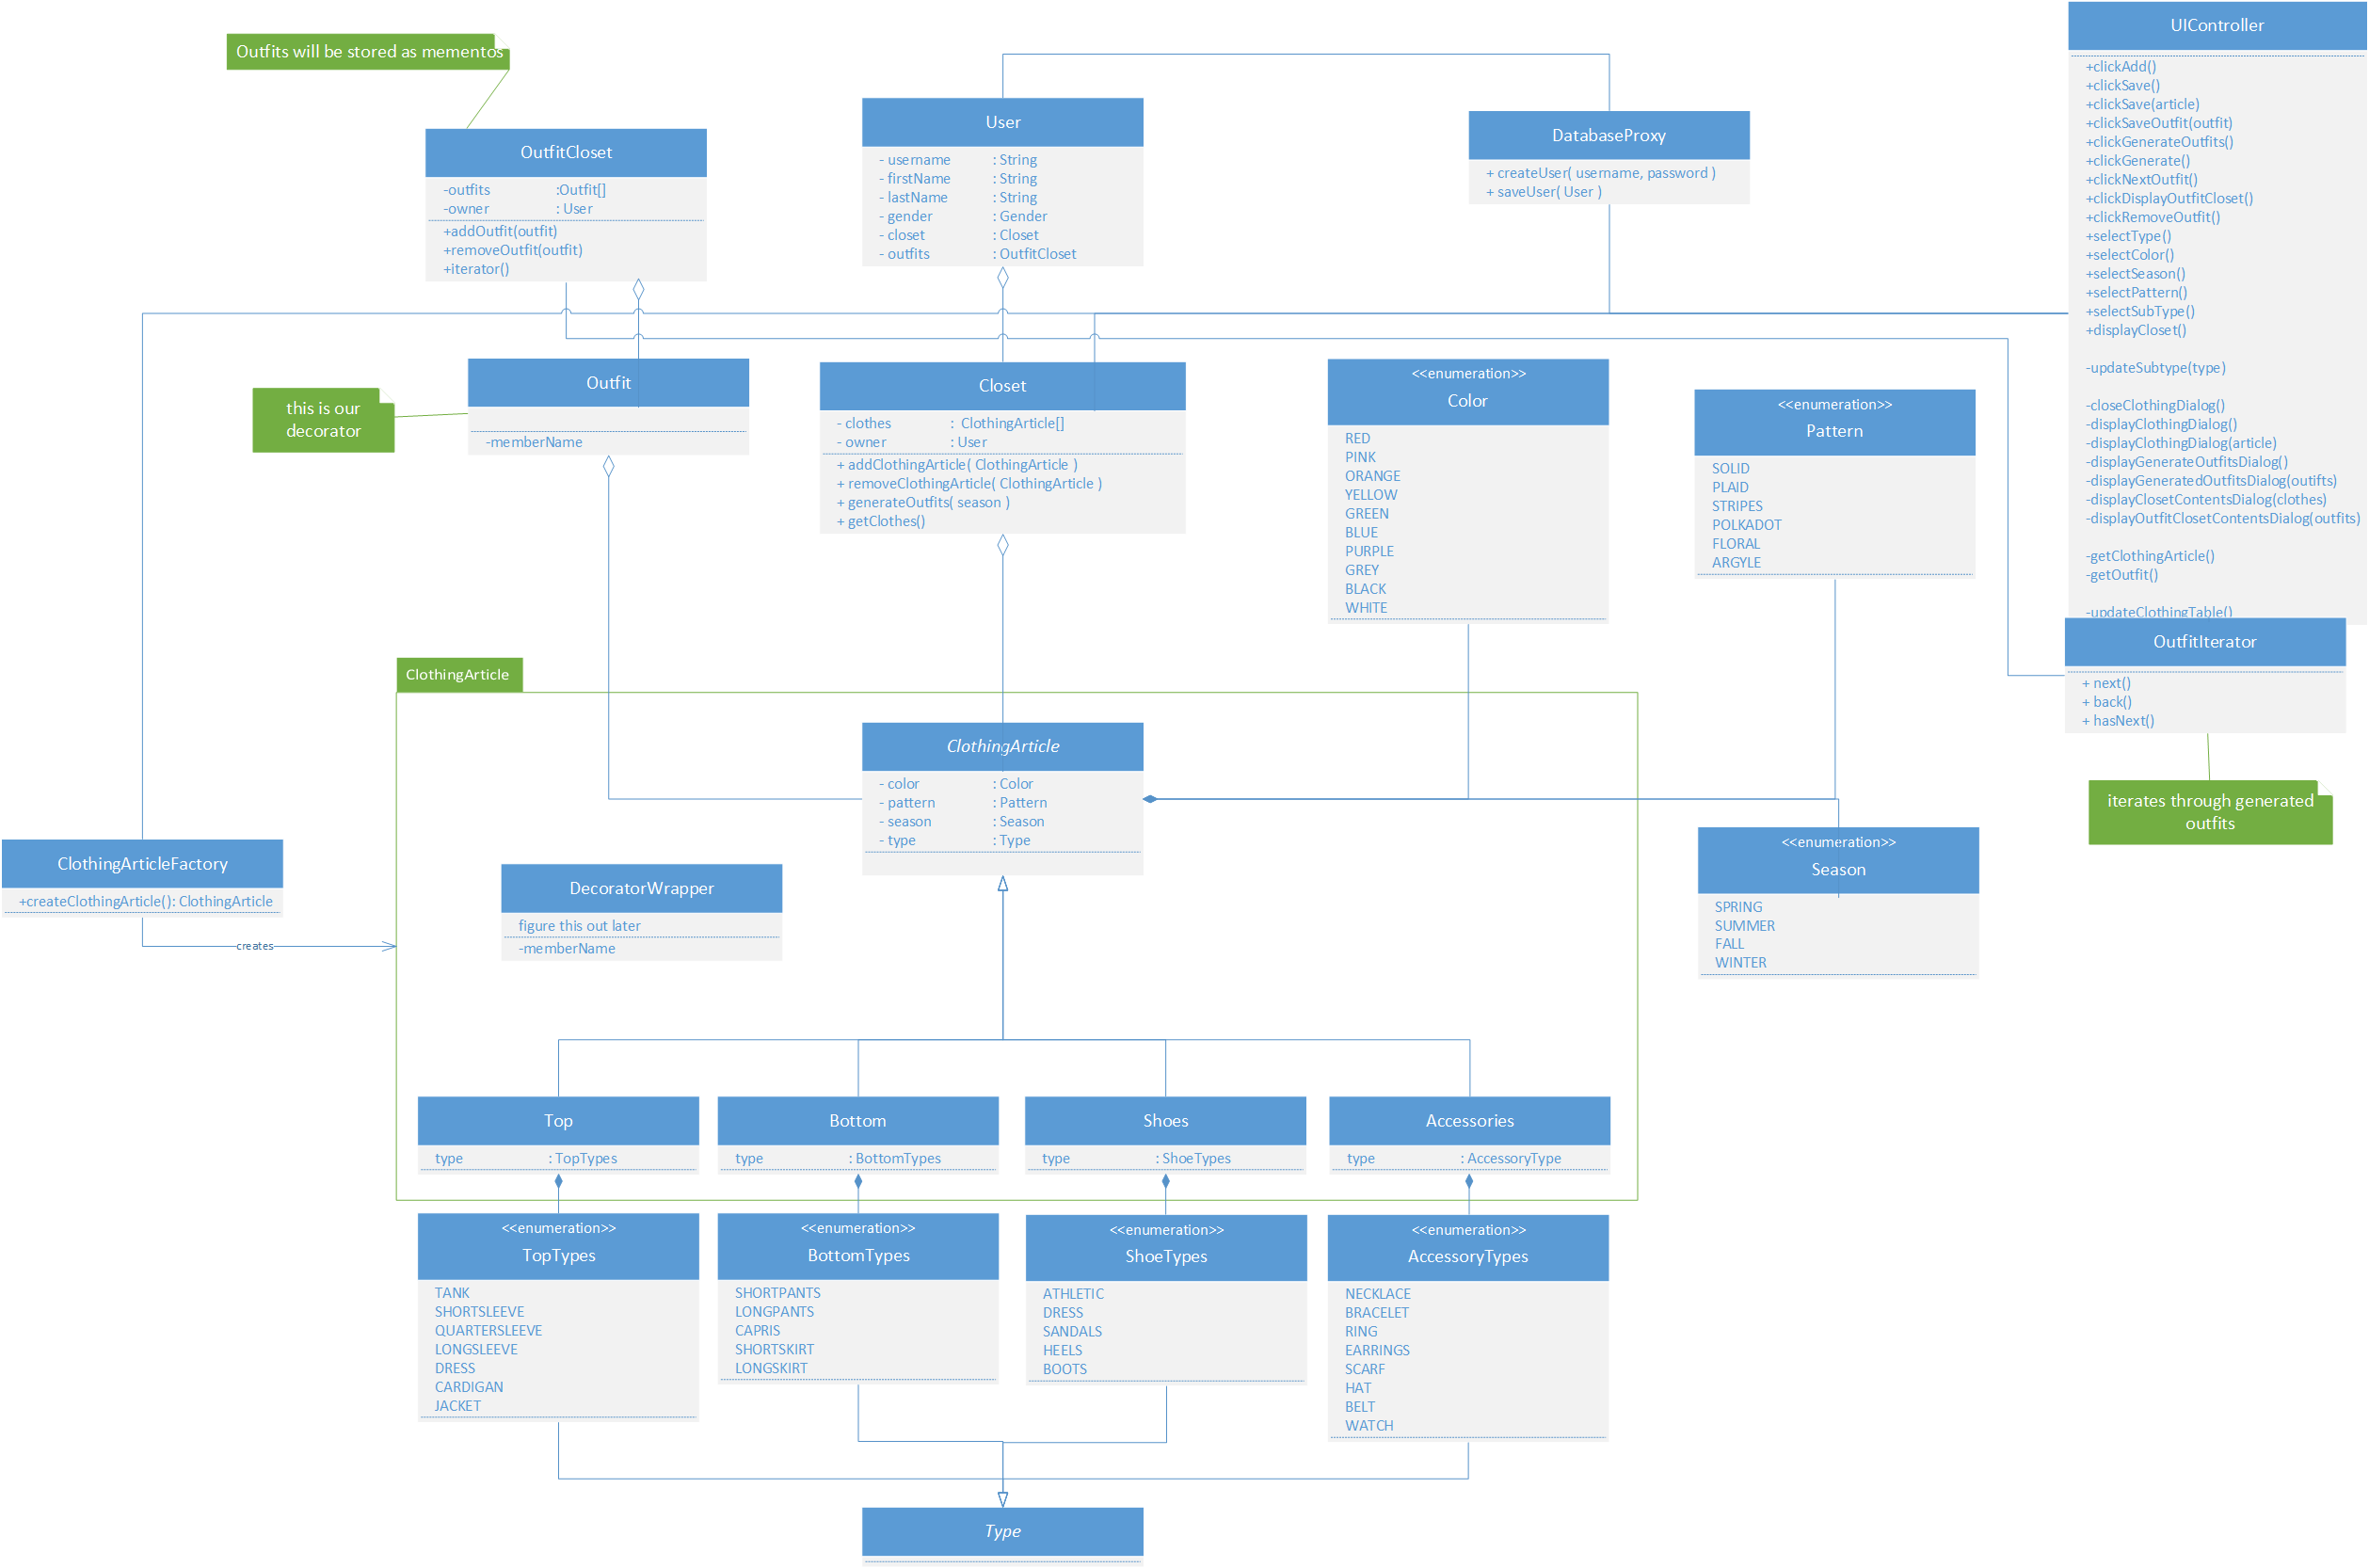 Outfits will be stored as mementos
OutfitCloset
-outfits :Outfit[]
-owner : User
+addOutfit(outfit)
+removeOutfit(outfit)
+iterator()
User
- username : String
- firstName : String
- lastName : String
- gender : Gender
- closet : Closet
- outfits : OutfitCloset
DatabaseProxy
+ createUser( username, password )
+ saveUser( User )
UIController
+clickAdd()
+clickSave()
+clickSave(article)
+clickSaveOutfit(outfit)
+clickGenerateOutfits()
+clickGenerate()
+clickNextOutfit()
+clickDisplayOutfitCloset()
+clickRemoveOutfit()
+selectType()
+selectColor()
+selectSeason()
+selectPattern()
+selectSubType()
+displayCloset()
-updateSubtype(type)
-closeClothingDialog()
-displayClothingDialog()
-displayClothingDialog(article)
-displayGenerateOutfitsDialog()
-displayGeneratedOutfitsDialog(outifts)
-displayClosetContentsDialog(clothes)
-displayOutfitClosetContentsDialog(outfits)
-getClothingArticle()
-getOutfit()
-updateClothingTable()
this is our
decorator
Outfit
-memberName
Closet
- clothes : ClothingArticle[]
- owner : User
+ addClothingArticle( ClothingArticle )
+ removeClothingArticle( ClothingArticle )
+ generateOutfits( season )
+ getClothes()
<<enumeration>>
Color
RED
PINK
ORANGE
YELLOW
GREEN
BLUE
PURPLE
GREY
BLACK
WHITE
<<enumeration>>
Pattern
SOLID
PLAID
STRIPES
POLKADOT
FLORAL
ARGYLE
OutfitIterator
+ next()
+ back()
+ hasNext()
iterates through generated
outfits
ClothingArticle
ClothingArticle
- color : Color
- pattern : Pattern
- season : Season
- type : Type
<<enumeration>>
Season
SPRING
SUMMER
FALL
WINTER
ClothingArticleFactory
+createClothingArticle(): ClothingArticle
creates
DecoratorWrapper
figure this out later
-memberName
Top
type : TopTypes
Bottom
type : BottomTypes
Shoes
type : ShoeTypes
Accessories
type : AccessoryType
<<enumeration>>
TopTypes
TANK
SHORTSLEEVE
QUARTERSLEEVE
LONGSLEEVE
DRESS
CARDIGAN
JACKET
<<enumeration>>
BottomTypes
SHORTPANTS
LONGPANTS
CAPRIS
SHORTSKIRT
LONGSKIRT
<<enumeration>>
ShoeTypes
ATHLETIC
DRESS
SANDALS
HEELS
BOOTS
<<enumeration>>
AccessoryTypes
NECKLACE
BRACELET
RING
EARRINGS
SCARF
HAT
BELT
WATCH
Type